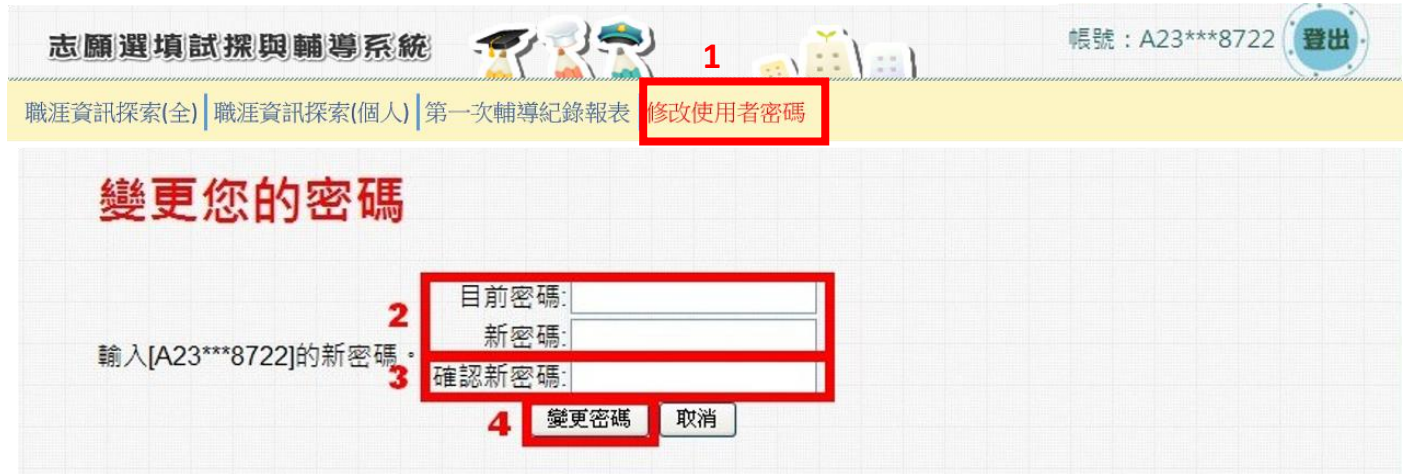 志願選填試探與輔導系統
1
帳號：A23***8722
登出
職涯資訊探索(全) 職涯資訊探索(個人) 第一次輔導紀錄報表 修改使用者密碼
變更您的密碼
2
目前密碼:
新密碼:
輸入[A23***8722]的新密碼。
3
確認新密碼:
4
變更密碼
取消